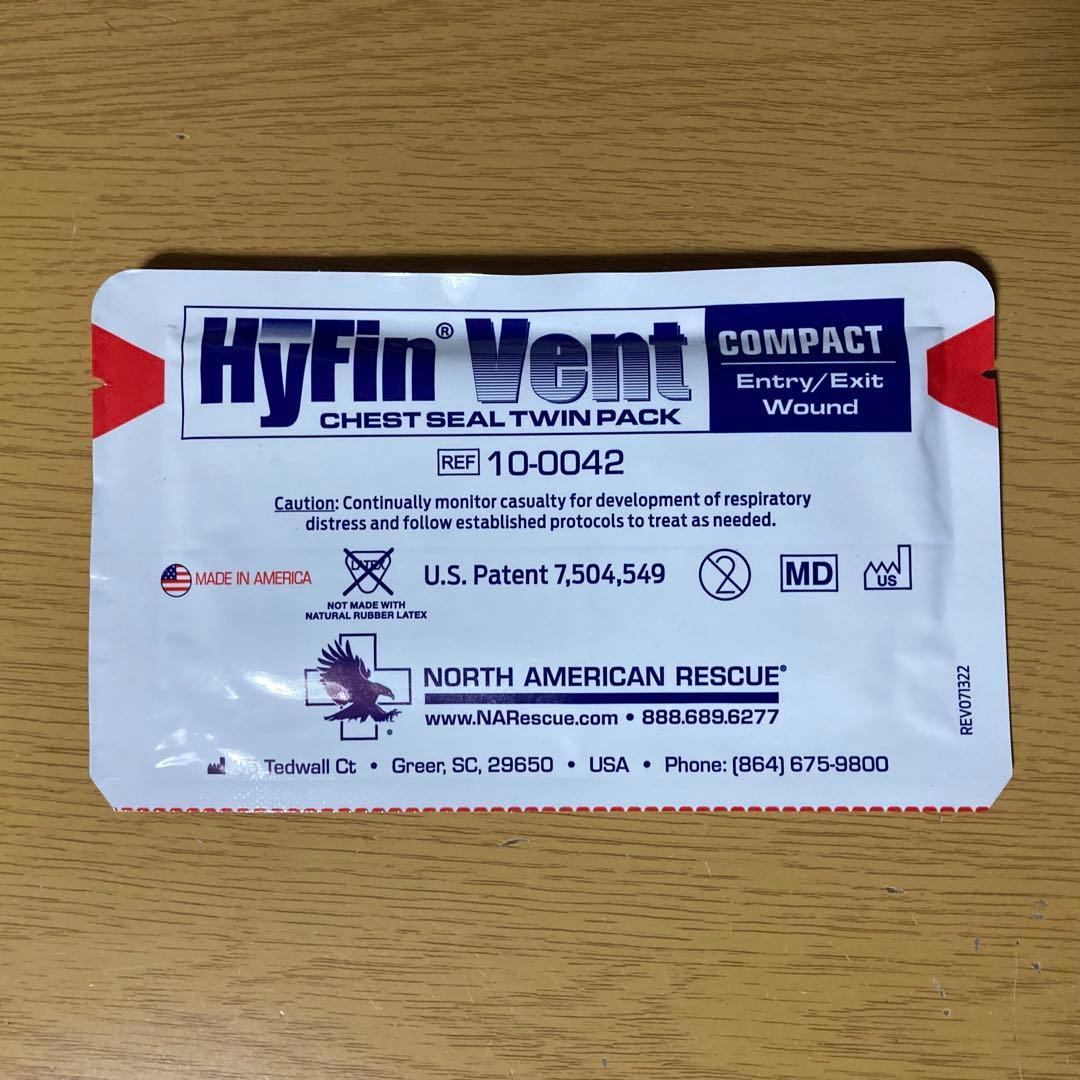 HyFin® Vent
CHEST SEAL TWIN PACK
COMPACT
Entry/Exit
Wound
REF 10-0042
Caution: Continually monitor casualty for development of respiratory
distress and follow established protocols to treat as needed.
MADE IN AMERICA
LATEX
NOT MADE WITH
NATURAL RUBBER LATEX
U.S. Patent 7,504,549
2
MD
US
NORTH AMERICAN RESCUE®
www.NARescue.com • 888.689.6277
Tedwall Ct • Greer, SC, 29650 • USA • Phone: (864) 675-9800
REV071322